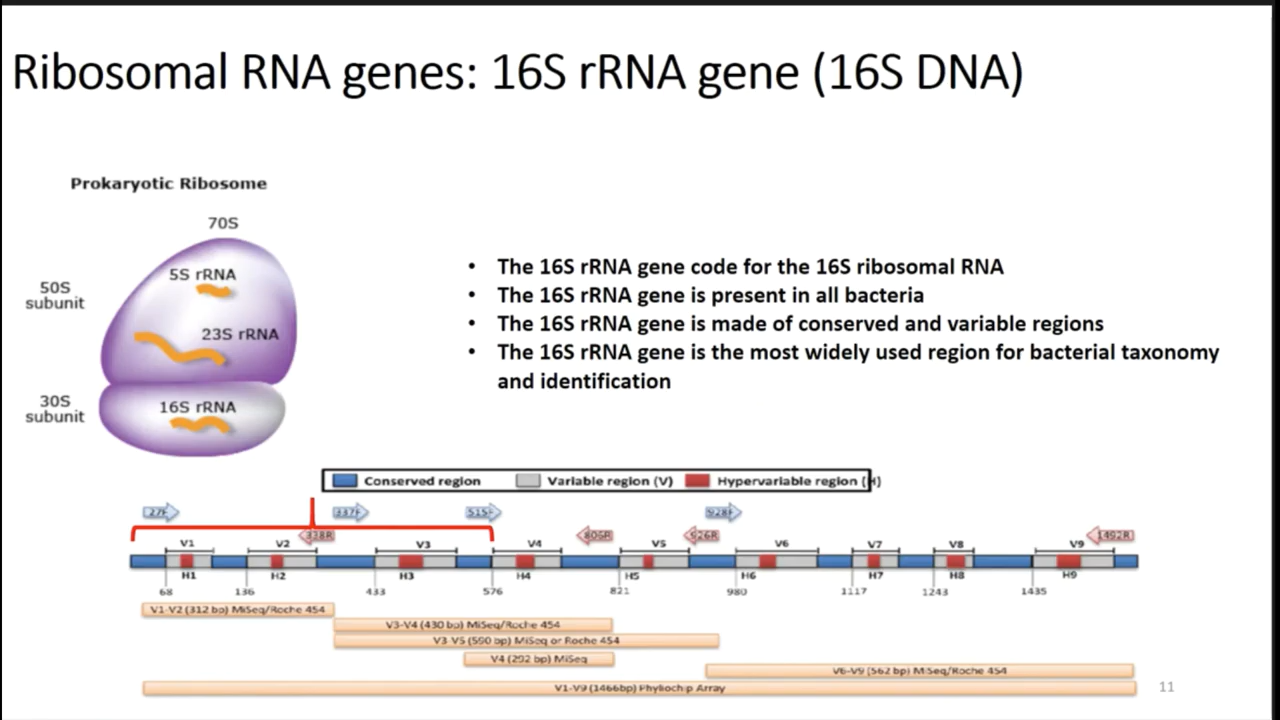 Ribosomal RNA genes: 16S rRNA gene (16S DNA)
Prokaryotic Ribosome
70S
5S rRNA
50S
subunit
23S rRNA
30S
subunit
16S rRNA
• The 16S rRNA gene code for the 16S ribosomal RNA
• The 16S rRNA gene is present in all bacteria
• The 16S rRNA gene is made of conserved and variable regions
• The 16S rRNA gene is the most widely used region for bacterial taxonomy
and identification
Conserved region Variable region (V) Hypervariable region (H)
27F 337F 515F 928F
338R 806R 926R 1492R
V1 V2 V3 V4 V5 V6 V7 V8 V9
H1 H2 H3 H4 H5 H6 H7 H8 H9
68 136 433 576 821 980 1117 1243 1435
V1-V2 (312 bp) MiSeq/Roche 454
V3-V4 (430 bp) MiSeq/Roche 454
V3-V5 (590 bp) MiSeq or Roche 454
V4 (292 bp) MiSeq
V6-V9 (562 bp) MiSeq/Roche 454
V1-V9 (1466bp) Phylochip Array
11